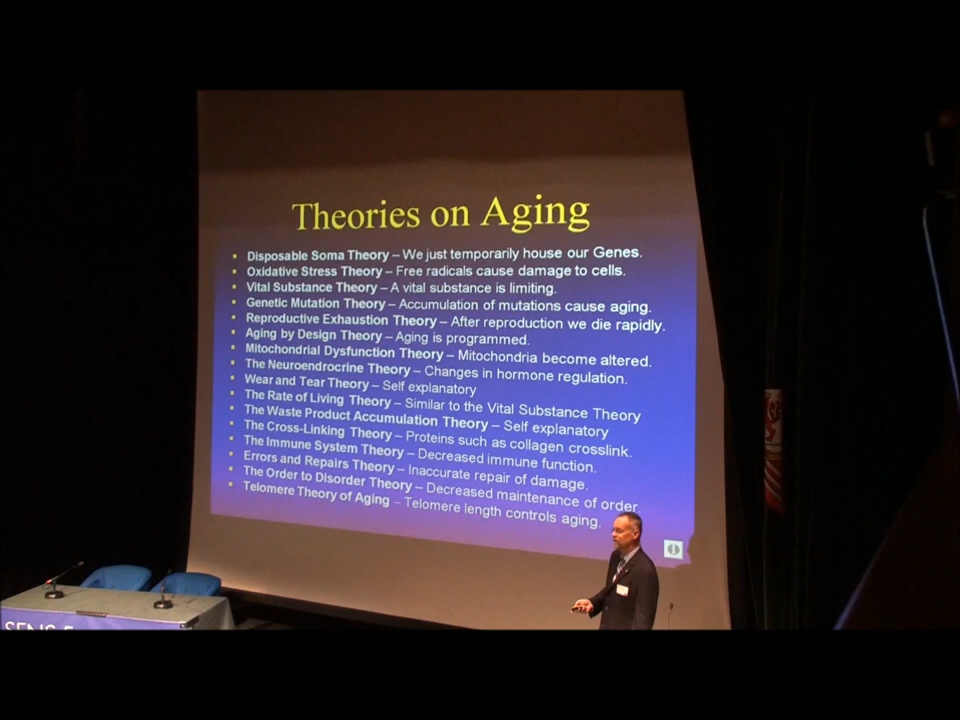 Theories on Aging
▪ Disposable Soma Theory – We just temporarily house our Genes.
▪ Oxidative Stress Theory – Free radicals cause damage to cells.
▪ Vital Substance Theory – A vital substance is limiting.
▪ Genetic Mutation Theory – Accumulation of mutations cause aging.
▪ Reproductive Exhaustion Theory – After reproduction we die rapidly.
▪ Aging by Design Theory – Aging is programmed.
▪ Mitochondrial Dysfunction Theory – Mitochondria become altered.
▪ The Neuroendocrine Theory – Changes in hormone regulation.
▪ Wear and Tear Theory – Self explanatory
▪ The Rate of Living Theory – Similar to the Vital Substance Theory
▪ The Waste Product Accumulation Theory – Self explanatory
▪ The Cross-Linking Theory – Proteins such as collagen crosslink.
▪ The Immune System Theory – Decreased immune function.
▪ Errors and Repairs Theory – Inaccurate repair of damage.
▪ The Order to Disorder Theory – Decreased maintenance of order.
▪ Telomere Theory of Aging – Telomere length controls aging.